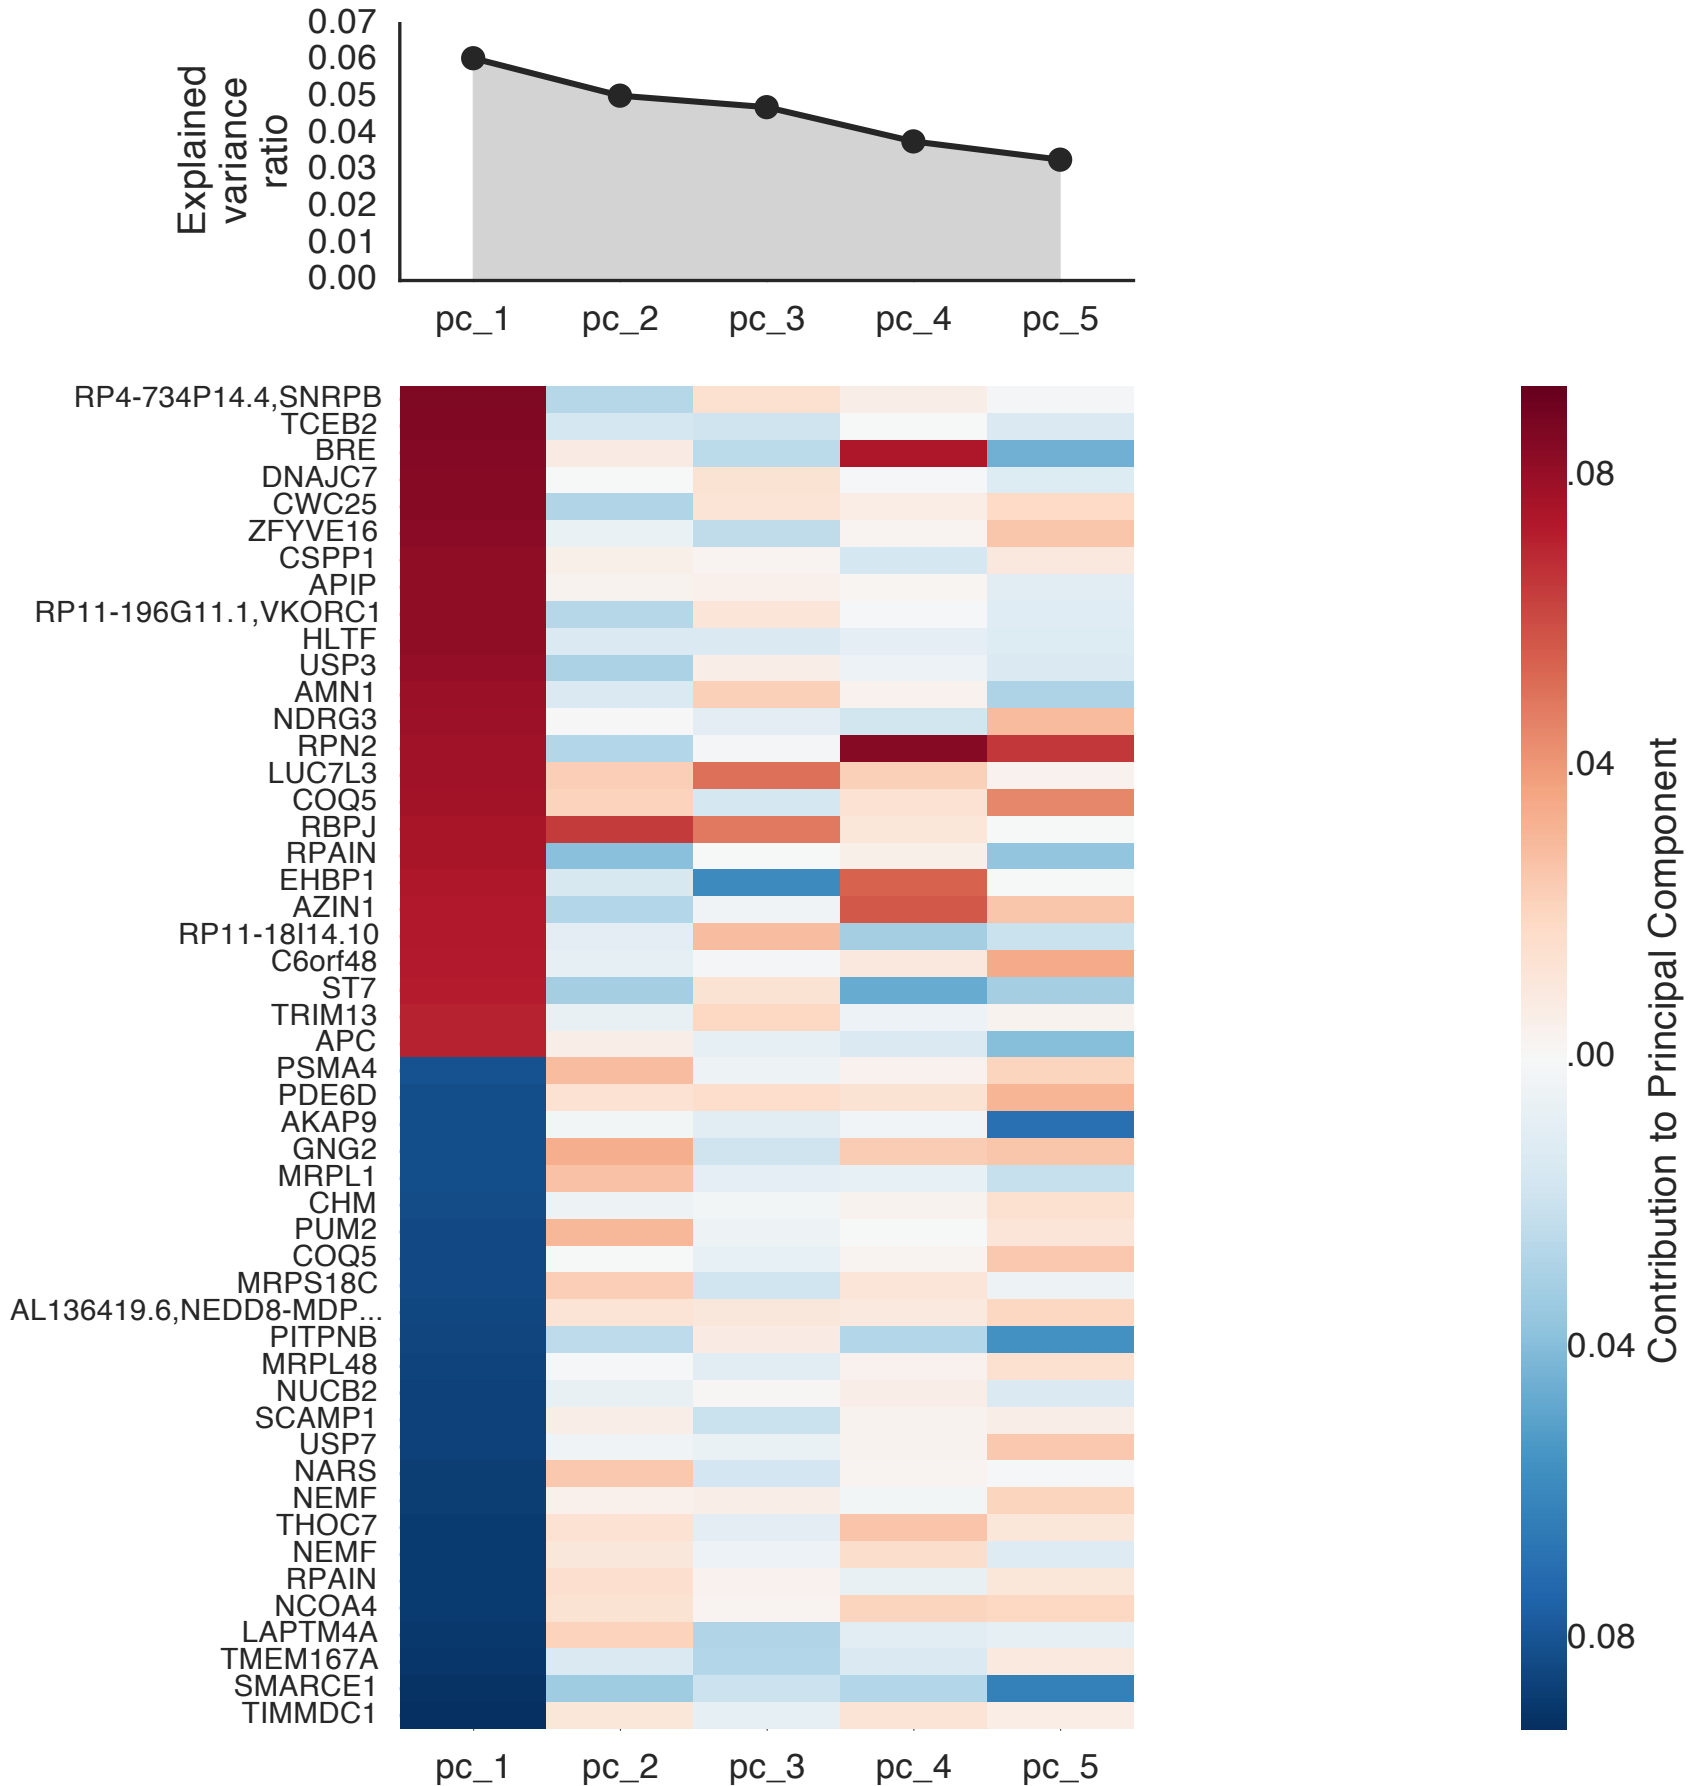 0.07
0.06
0.05
0.04
0.03
0.02
0.01
0.00
Explained
variance
ratio
pc_1 pc_2 pc_3 pc_4 pc_5
RP4-734P14.4,SNRPB
TCEB2
BRE
DNAJC7
CWC25
ZFYVE16
CSPP1
APIP
RP11-196G11.1,VKORC1
HLTF
USP3
AMN1
NDRG3
RPN2
LUC7L3
COQ5
RBPJ
RPAIN
EHBP1
AZIN1
RP11-18I14.10
C6orf48
ST7
TRIM13
APC
PSMA4
PDE6D
AKAP9
GNG2
MRPL1
CHM
PUM2
COQ5
MRPS18C
AL136419.6,NEDD8-MDP...
PITPNB
MRPL48
NUCB2
SCAMP1
USP7
NARS
NEMF
THOC7
NEMF
RPAIN
NCOA4
LAPTM4A
TMEM167A
SMARCE1
TIMMDC1
pc_1 pc_2 pc_3 pc_4 pc_5
.08
.04
.00
0.04
0.08
Contribution to Principal Component